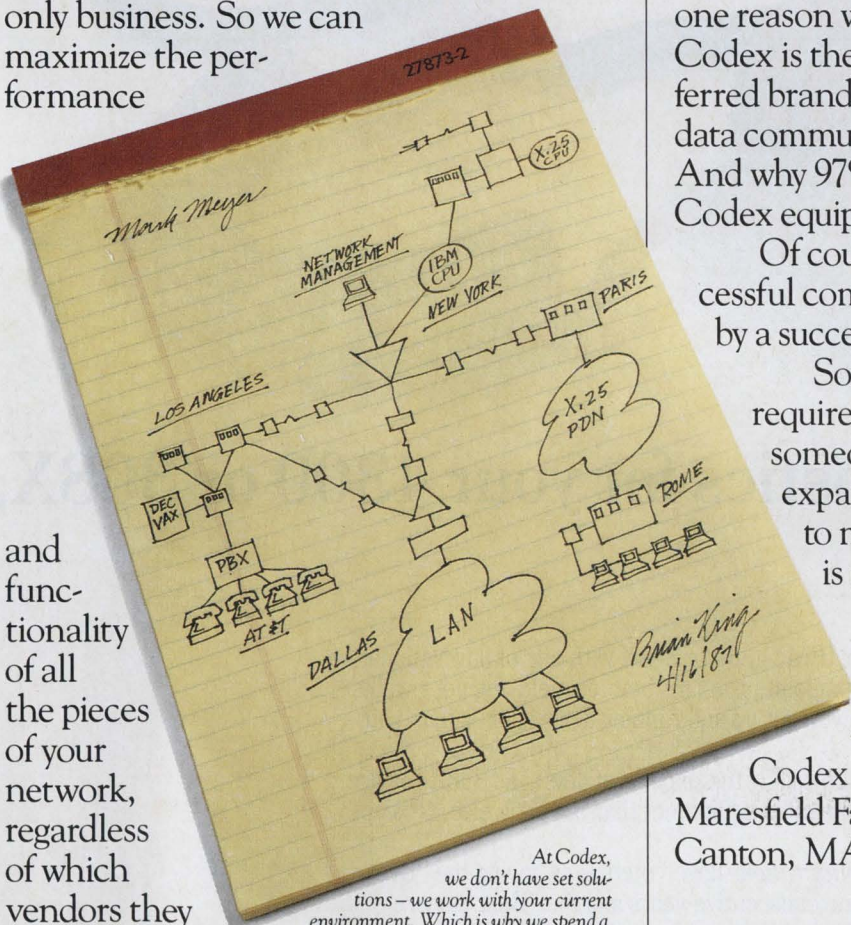 only business. So we can
maximize the per-
formance
and
func-
tionality
of all
the pieces
of your
network,
regardless
of which
vendors they
27873-2
Mark Meyer
X.25
CPU
NETWORK
MANAGEMENT
IBM
CPU
NEW YORK
PARIS
LOS ANGELES
X.25
PDN
DEC
VAX
ROME
PBX
AT&T
DALLAS
LAN
Brian King
4/16/87
At Codex,
we don't have set solu-
tions – we work with your current
environment. Which is why we spend a
one reason w
Codex is the
ferred brand
data commu
And why 97%
Codex equip
Of cou
cessful con
by a succe
So
require
someo
expa
to r
is
Codex
Maresfield Fa
Canton, MA